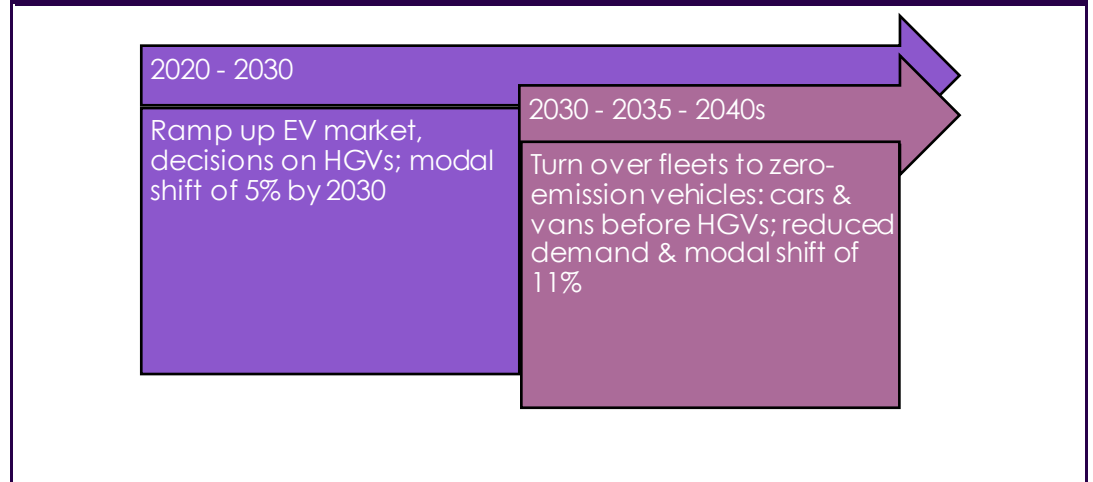 2020 - 2030
Ramp up EV market,
decisions on HGVs; modal
shift of 5% by 2030
2030 - 2035 - 2040s
Turn over fleets to zero-
emission vehicles: cars &
vans before HGVs; reduced
demand & modal shift of
11%